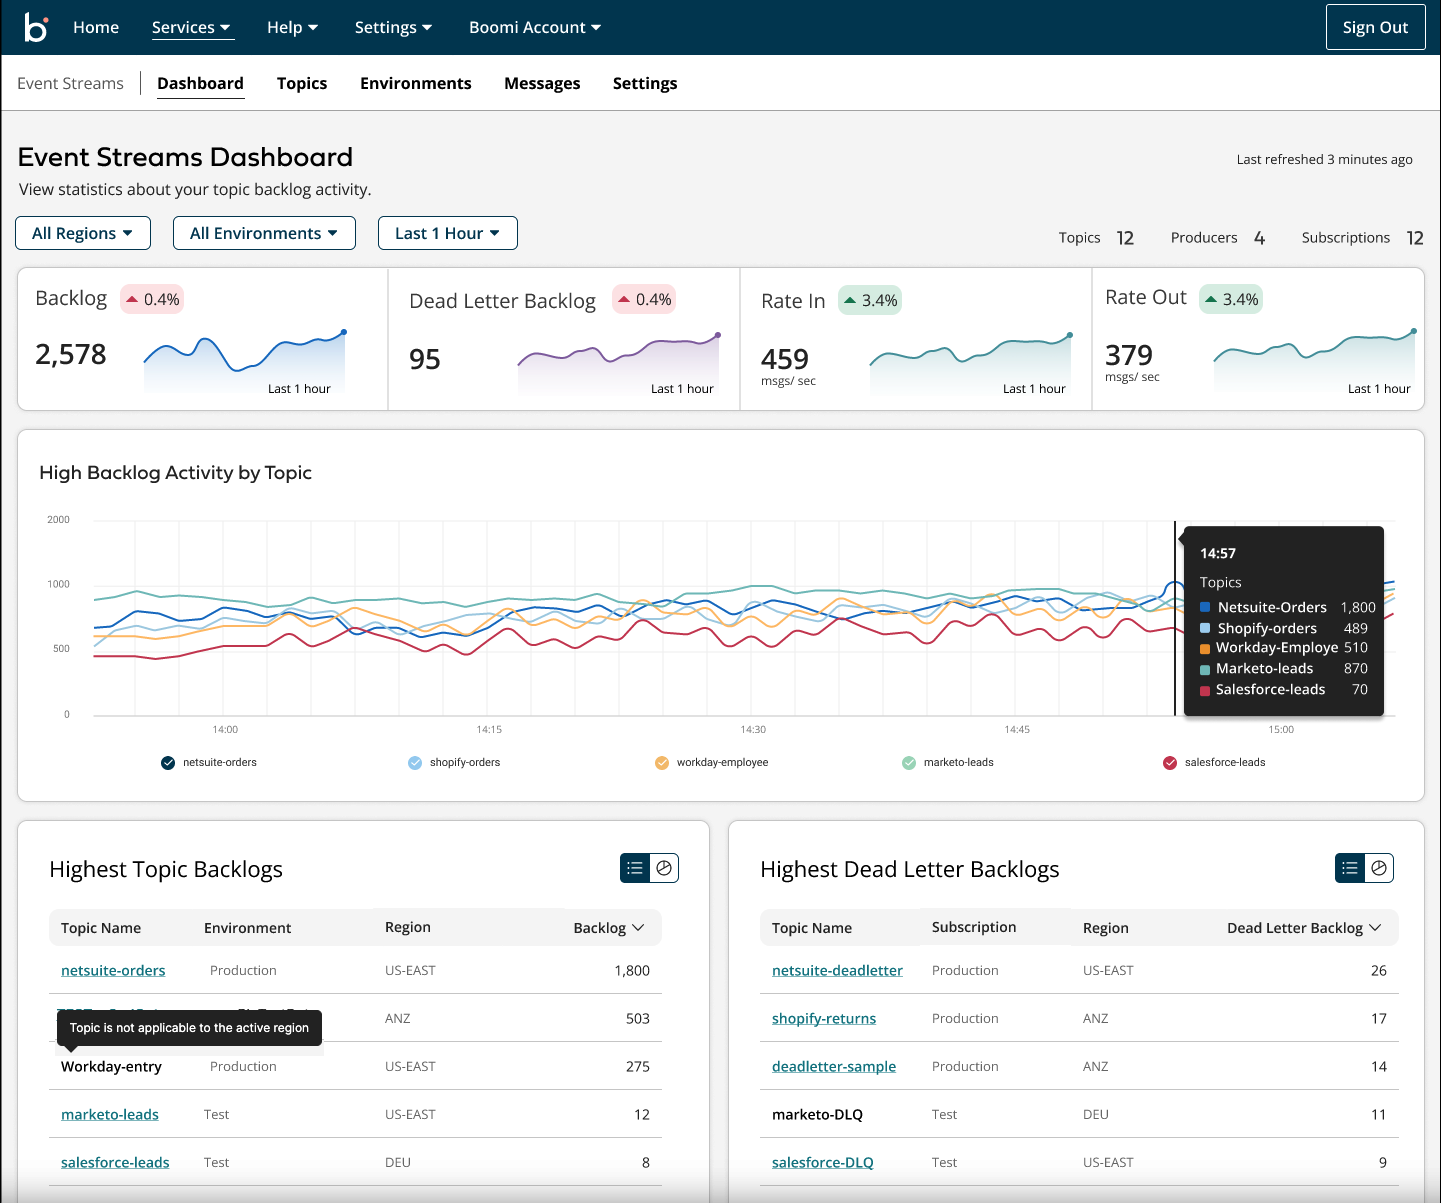 b Home Services Help Settings Boomi Account Sign Out
Event Streams Dashboard Topics Environments Messages Settings
Event Streams Dashboard
Last refreshed 3 minutes ago
View statistics about your topic backlog activity.
All Regions All Environments Last 1 Hour
Topics 12 Producers 4 Subscriptions 12
Backlog 0.4%
2,578
Last 1 hour
Dead Letter Backlog 0.4%
95
Last 1 hour
Rate In 3.4%
459
msgs/ sec
Last 1 hour
Rate Out 3.4%
379
msgs/ sec
Last 1 hour
High Backlog Activity by Topic
2000
1000
500
0
14:00 14:15 14:30 14:45 15:00
14:57
Topics
Netsuite-Orders 1,800
Shopify-orders 489
Workday-Employe 510
Marketo-leads 870
Salesforce-leads 70
netsuite-orders shopify-orders workday-employee marketo-leads salesforce-leads
Highest Topic Backlogs
Topic Name Environment Region Backlog
netsuite-orders Production US-EAST 1,800
ANZ 503
Topic is not applicable to the active region
Workday-entry Production US-EAST 275
marketo-leads Test US-EAST 12
salesforce-leads Test DEU 8
Highest Dead Letter Backlogs
Topic Name Subscription Region Dead Letter Backlog
netsuite-deadletter Production US-EAST 26
shopify-returns Production ANZ 17
deadletter-sample Production ANZ 14
marketo-DLQ Test DEU 11
salesforce-DLQ Test US-EAST 9